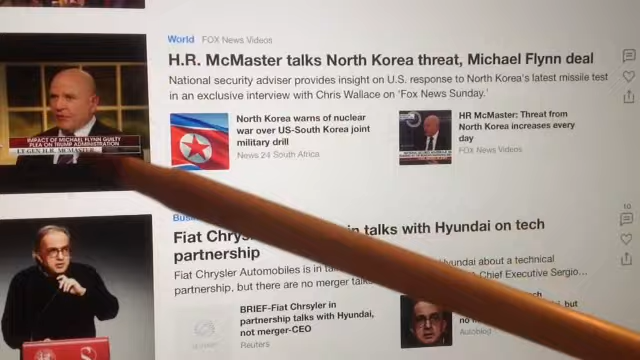 World FOX News Videos
H.R. McMaster talks North Korea threat, Michael Flynn deal
National security adviser provides insight on U.S. response to North Korea's latest missile test
in an exclusive interview with Chris Wallace on 'Fox News Sunday.'
IMPACT OF MICHAEL FLYNN GUILTY
PLEA ON TRUMP ADMINISTRATION
LT GEN H.R. MCMASTER
North Korea warns of nuclear
war over US-South Korea joint
military drill
News 24 South Africa
HR McMaster: Threat from
North Korea increases every
day
FOX News Videos
10
Fiat in talks with Hyundai on tech
partnership
Fiat Chrysler Automobiles is in
Hyundai about a technical
partnership, but there are no merger
Chief Executive Sergio...
BRIEF-Fiat Chrsyler in
partnership talks with Hyundai,
not merger-CEO
Reuters
but
Autoblog